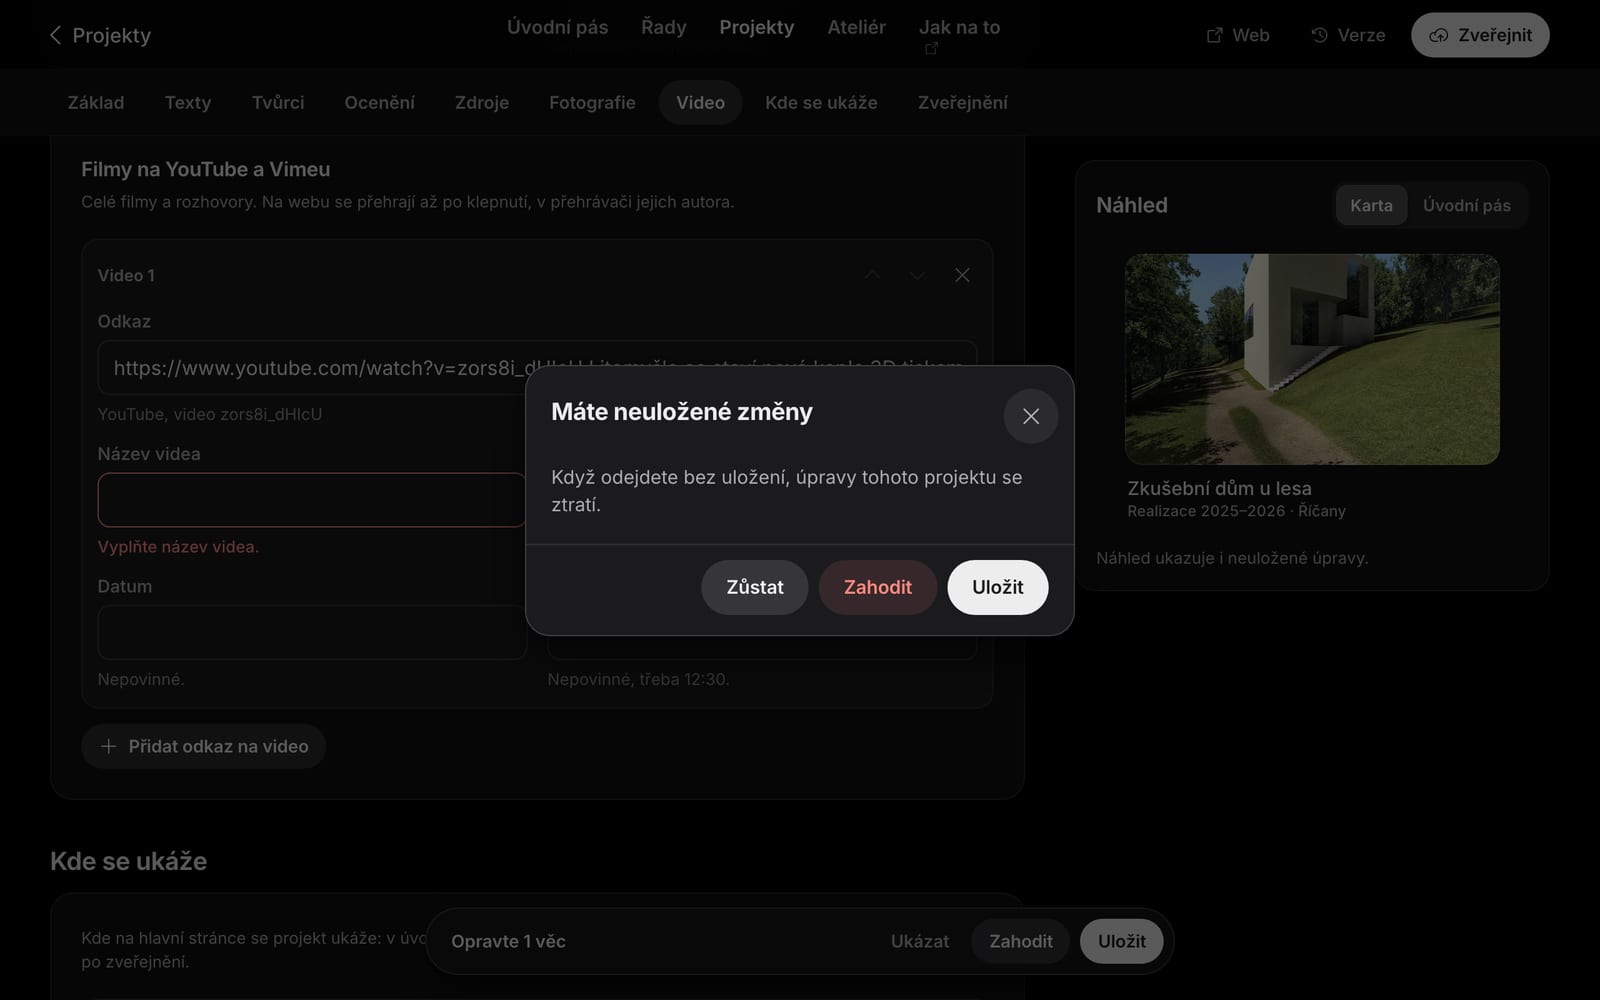 Projekty
Úvodní pás
Řady
Projekty
Ateliér
Jak na to
Web
Verze
Zveřejnit
Základ
Texty
Tvůrci
Ocenění
Zdroje
Fotografie
Video
Kde se ukáže
Zveřejnění
Filmy na YouTube a Vimeu
Celé filmy a rozhovory. Na webu se přehrají až po klepnutí, v přehrávači jejich autora.
Video 1
Odkaz
https://www.youtube.com/watch?v=zors8i_dHIcU
YouTube, video zors8i_dHIcU
Název videa
Vyplňte název videa.
Datum
Nepovinné.
Nepovinné, třeba 12:30.
Přidat odkaz na video
Máte neuložené změny
Když odejdete bez uložení, úpravy tohoto projektu se
ztratí.
Zůstat
Zahodit
Uložit
Náhled
Karta
Úvodní pás
Zkušební dům u lesa
Realizace 2025–2026 · Říčany
Náhled ukazuje i neuložené úpravy.
Kde se ukáže
Kde na hlavní stránce se projekt ukáže: v
po zveřejnění.
Opravte 1 věc
Ukázat
Zahodit
Uložit